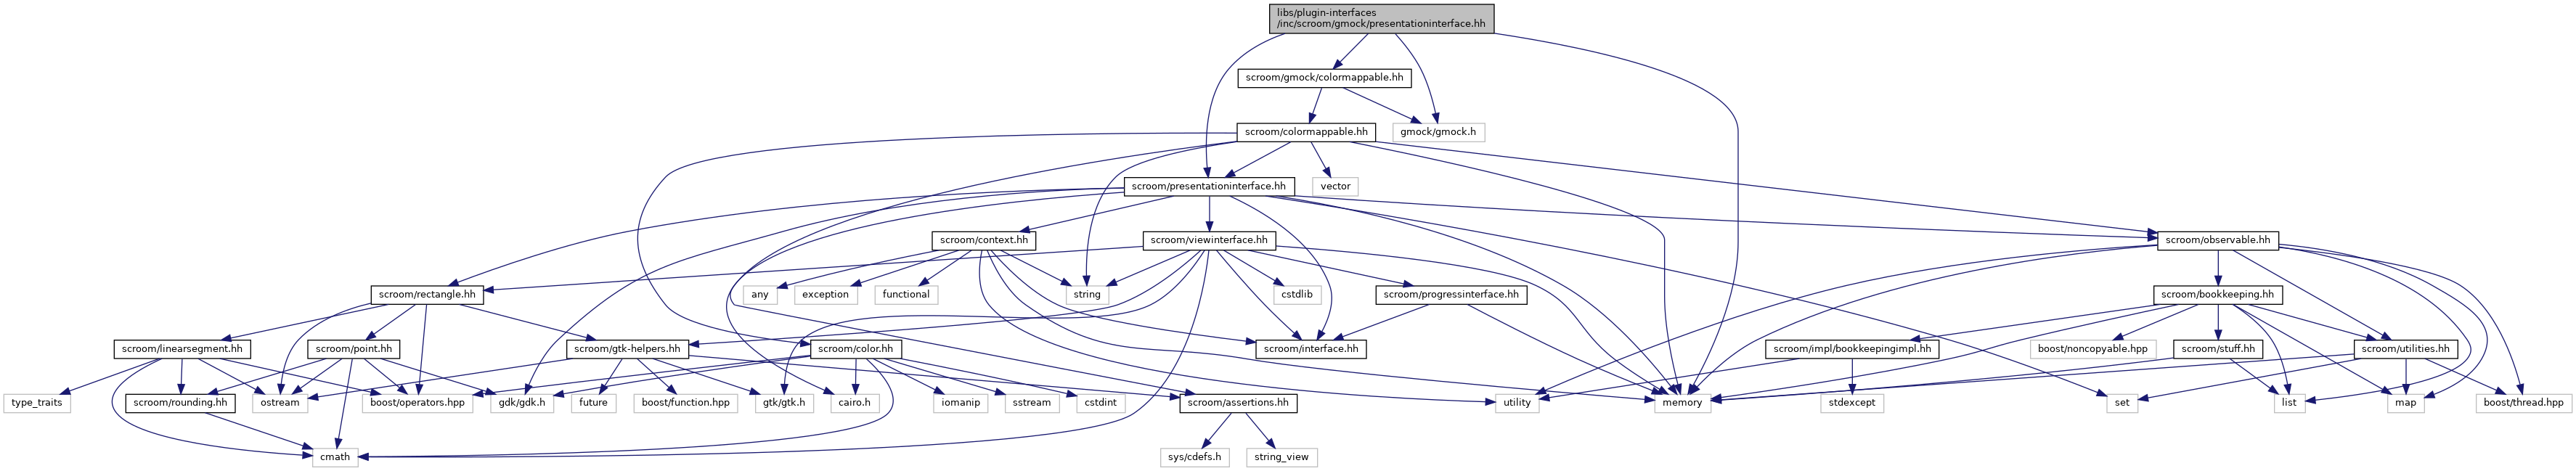 libs/plugin-interfaces
/inc/scroom/gmock/presentationinterface.hh
scroom/gmock/colormappable.hh
scroom/colormappable.hh
gmock/gmock.h
scroom/presentationinterface.hh
vector
scroom/context.hh
scroom/viewinterface.hh
scroom/observable.hh
scroom/rectangle.hh
any
exception
functional
string
cstdlib
scroom/progressinterface.hh
scroom/bookkeeping.hh
scroom/linearsegment.hh
scroom/point.hh
scroom/gtk-helpers.hh
scroom/color.hh
scroom/interface.hh
scroom/impl/bookkeepingimpl.hh
boost/noncopyable.hpp
scroom/stuff.hh
scroom/utilities.hh
type_traits
scroom/rounding.hh
ostream
boost/operators.hpp
gdk/gdk.h
future
boost/function.hpp
gtk/gtk.h
cairo.h
iomanip
sstream
cstdint
scroom/assertions.hh
utility
memory
stdexcept
set
list
map
boost/thread.hpp
cmath
sys/cdefs.h
string_view